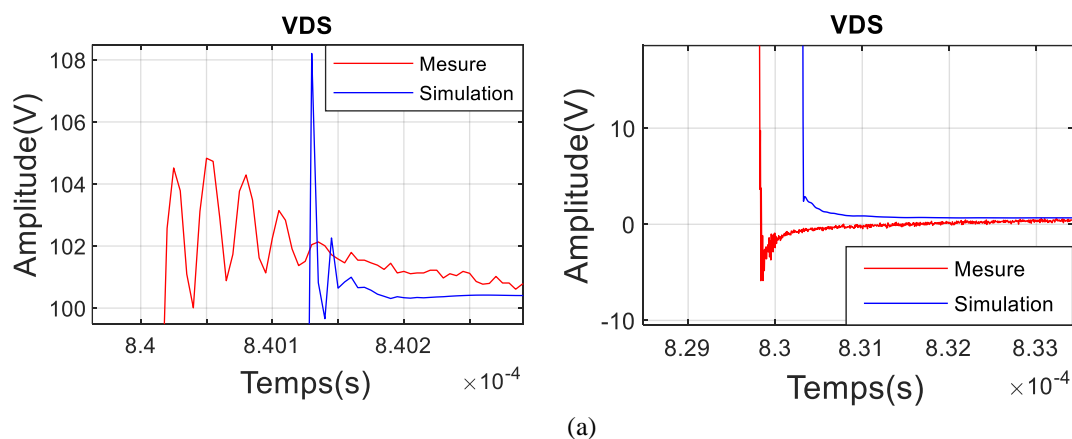 VDS
108
106
104
102
100
Amplitude(V)
Mesure
Simulation
8.4
8.401
8.402
Temps(s)
×10-4
VDS
10
0
-10
Amplitude(V)
Mesure
Simulation
8.29
8.3
8.31
8.32
8.33
Temps(s)
×10-4
(a)